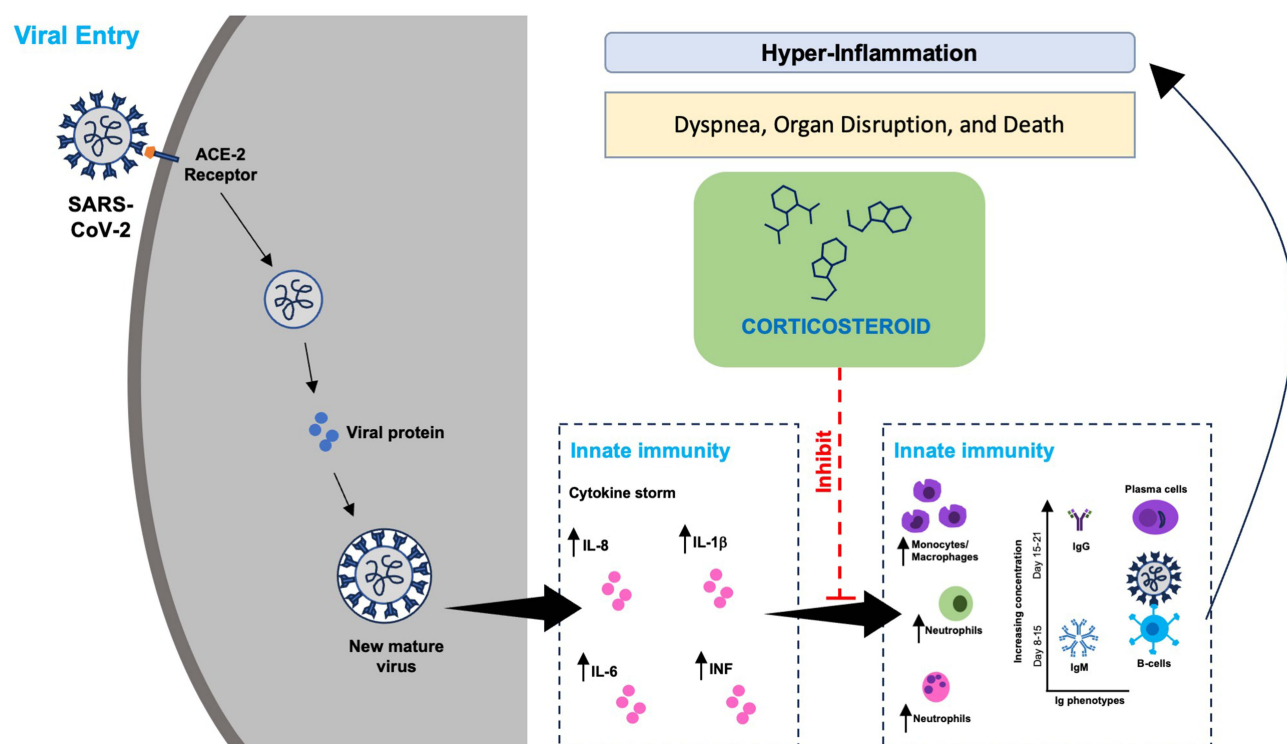 Viral Entry
SARS-
CoV-2
ACE-2
Receptor
Viral protein
New mature
virus
Hyper-Inflammation
Dyspnea, Organ Disruption, and Death
CORTICOSTEROID
Inhibit
Innate immunity
Cytokine storm
IL-8
IL-1β
IL-6
INF
Innate immunity
Monocytes/
Macrophages
Neutrophils
Neutrophils
Increasing concentration
Day 15-21
Day 8-15
IgG
IgM
Ig phenotypes
Plasma cells
B-cells